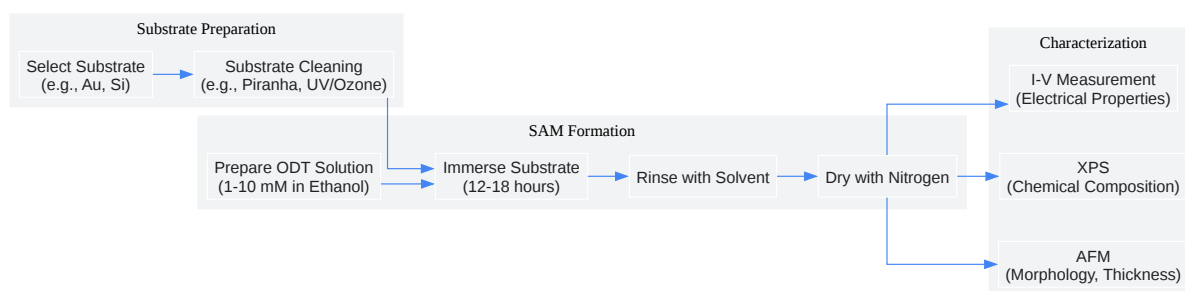 Substrate Preparation
Select Substrate
(e.g., Au, Si)
Substrate Cleaning
(e.g., Piranha, UV/Ozone)
SAM Formation
Prepare ODT Solution
(1-10 mM in Ethanol)
Immerse Substrate
(12-18 hours)
Rinse with Solvent
Dry with Nitrogen
Characterization
I-V Measurement
(Electrical Properties)
XPS
(Chemical Composition)
AFM
(Morphology, Thickness)